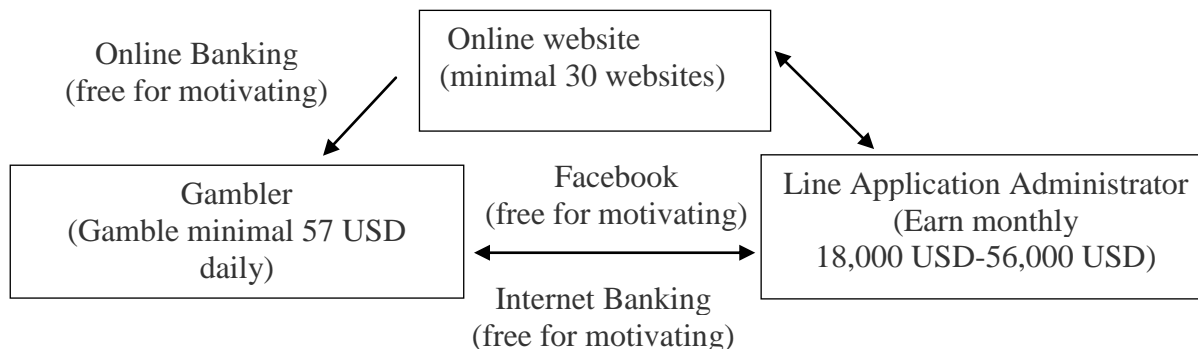 Online Banking
(free for motivating)
Online website
(minimal 30 websites)
Gambler
(Gamble minimal 57 USD
daily)
Facebook
(free for motivating)
Internet Banking
(free for motivating)
Line Application Administrator
(Earn monthly
18,000 USD-56,000 USD)